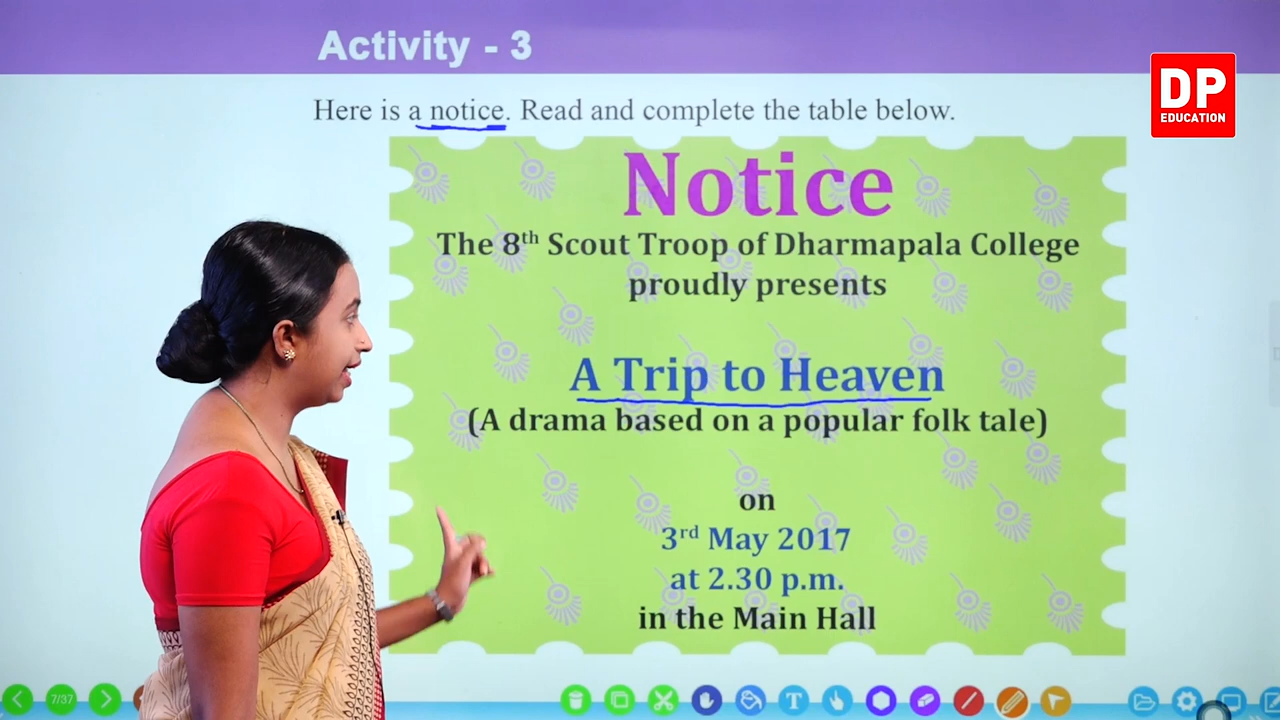 Activity - 3
DP
EDUCATION
Here is a notice. Read and complete the table below.
Notice
The 8th Scout Troop of Dharmapala College
proudly presents
A Trip to Heaven
(A drama based on a popular folk tale)
on
3rd May 2017
at 2.30 p.m.
in the Main Hall
7/37